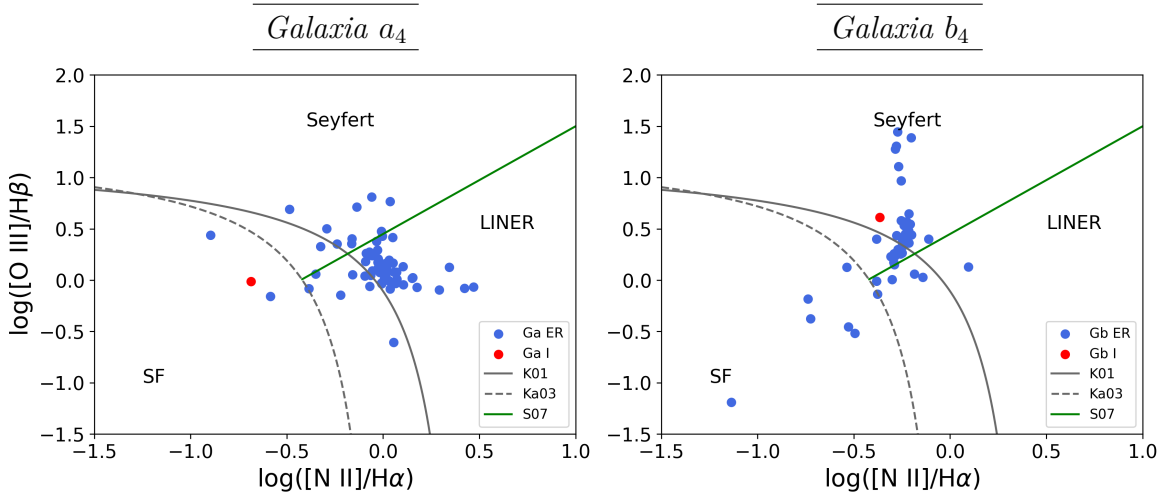 Galaxia a4
Galaxia b4
2.0
1.5
1.0
0.5
0.0
−0.5
−1.0
−1.5
log([O III]/Hβ)
Seyfert
LINER
SF
Ga ER
Ga I
K01
Ka03
S07
−1.5 −1.0 −0.5 0.0 0.5 1.0
log([N II]/Hα)
2.0
1.5
1.0
0.5
0.0
−0.5
−1.0
−1.5
Seyfert
LINER
SF
Gb ER
Gb I
K01
Ka03
S07
−1.5 −1.0 −0.5 0.0 0.5 1.0
log([N II]/Hα)